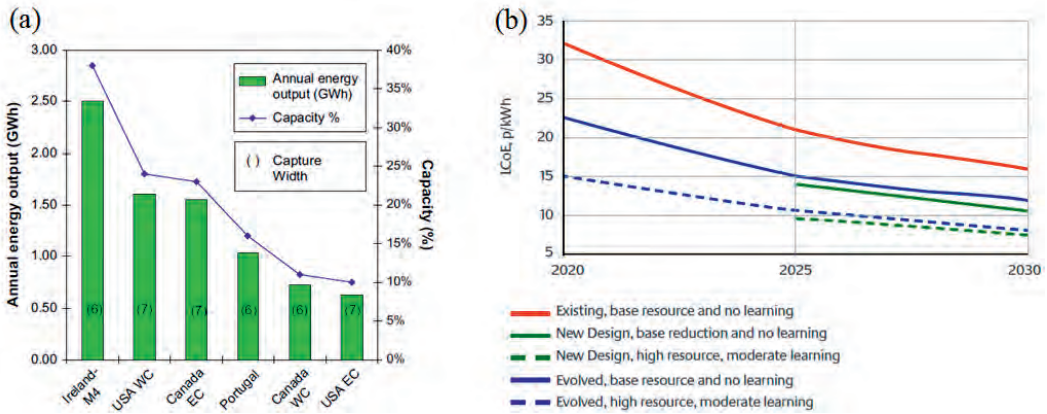 (a)
3.00
2.50
2.00
1.50
1.00
0.50
0.00
Annual energy output (GWh)
40%
35%
30%
25%
20%
15%
10%
5%
0%
Capacity (%)
Annual energy
output (GWh)
Capacity %
( ) Capture
Width
(6)
(7)
(7)
(6)
(6)
(7)
Ireland-
M4
USA WC
Canada
EC
Portugal
Canada
WC
USA EC
(b)
35
30
25
20
15
10
5
LCoE, p/kWh
2020
2025
2030
Existing, base resource and no learning
New Design, base reduction and no learning
New Design, high resource, moderate learning
Evolved, base resource and no learning
Evolved, high resource, moderate learning